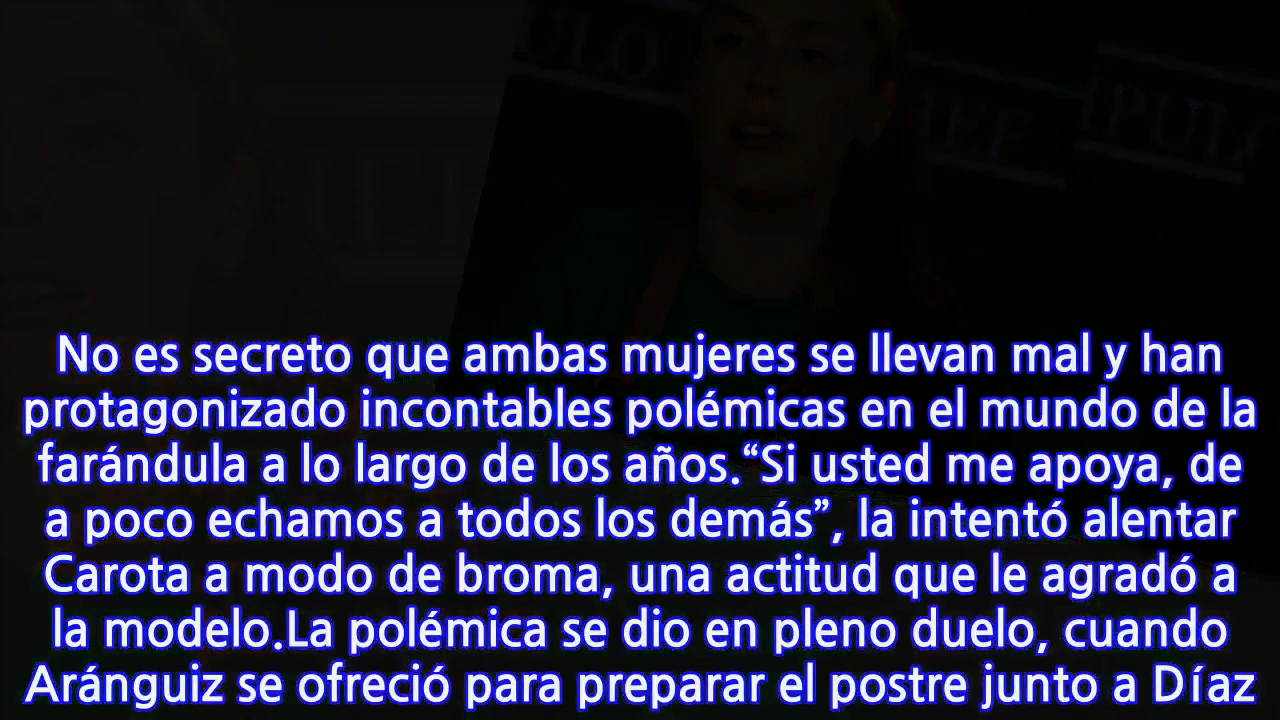 No es secreto que ambas mujeres se llevan mal y han
protagonizado incontables polémicas en el mundo de la
farándula a lo largo de los años.“Si usted me apoya, de
a poco echamos a todos los demás”, la intentó alentar
Carota a modo de broma, una actitud que le agradó a
la modelo.La polémica se dio en pleno duelo, cuando
Aránguiz se ofreció para preparar el postre junto a Díaz